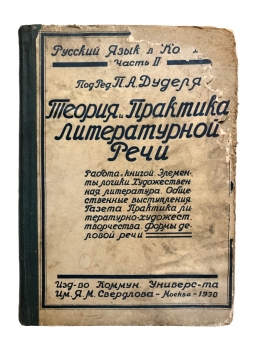 Русский Язык в Ко
Часть II
Под Ред П.А. Дуделя
Теория и Практика
литературной
Речи
Работа с книгой Элемен-
ты логики Художествен-
ная литература. Обще-
ственные выступления
Газета Практика ли-
тературно-художест.
творчества Формы де-
ловой речи
Изд-во Коммун. Универс-та
Им. Я.М. Свердлова - Москва - 1930